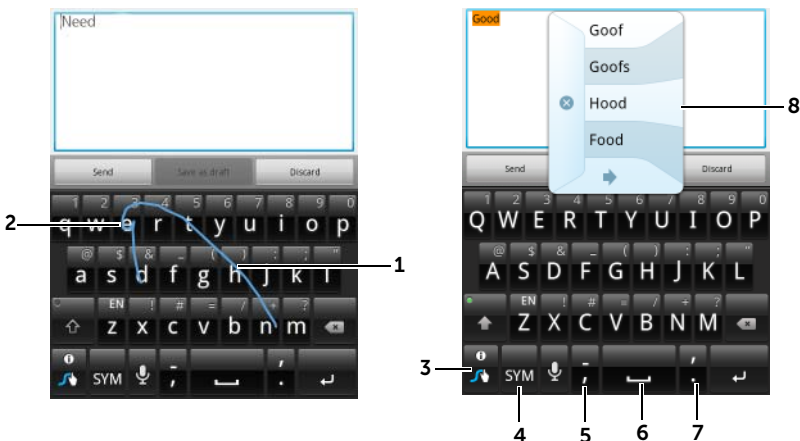 Need
Send Save as draft Discard
1 2 3 4 5 6 7 8 9 0
q w e r t y u i o p
@ $ & _ ( ) : ; "
a s d f g h j k l
EN ! # = / + ?
z x c v b n m
SYM - ; ' .
2
1
Good
Goof
Goofs
Hood
Food
Send Discard
1 2 3 4 5 6 7 8 9 0
Q W E R T Y U I O P
@ $ & _ ( ) : ; "
A S D F G H J K L
EN ! # = / + ?
Z X C V B N M
SYM - ; ' .
8
3
4 5 6 7